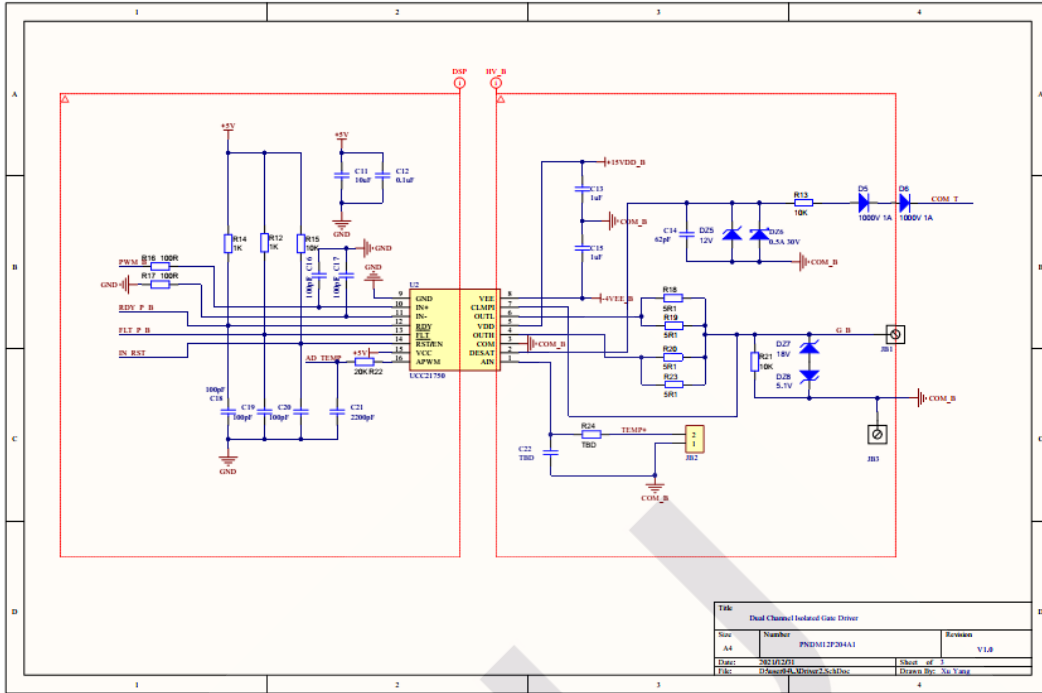 1 2 3 4
DSP HV_B
A A
+5V
+5V
C11
10uF
C12
0.1uF
+15VDD_B
C13
1uF
COM_B
C15
1uF
-4VEE_B
R13
10K
D5
1000V 1A
D6
1000V 1A
COM_T
C14
62pF
DZ5
12V
DZ6
0.5A 30V
COM_B
GND
R14
1K
R12
1K
R15
10K
B B
PWM_B
R16 100R
R17 100R
GND
100pF C16
100pF C17
GND
GND
RDY_P_B
FLT_P_B
IN_RST
AD_TEMP
+5V
20K R22
U2
9 GND VEE 8
10 IN+ CLMPI 7
11 IN- OUTL 6
12 RDY VDD 5
13 FLT OUTH 4
14 RST/EN COM 3
15 VCC DESAT 2
16 APWM AIN 1
UCC21750
COM_B
R18
5R1
R19
5R1
R20
5R1
R23
5R1
G_B
JB1
R21
10K
DZ7
18V
DZ8
5.1V
COM_B
JB3
100pF
C18
C19
100pF
C20
100pF
C21
2200pF
GND
C C
R24
TBD
TEMP+
2
1
JB2
C22
TBD
COM_B
D D
Title
Dual Channel Isolated Gate Driver
Size
A4
Number
PNDM12P204A1
Revision
V1.0
Date: 2021/12/31 Sheet of 3
File: Drawn By: Xu Yang
1 2 3 4